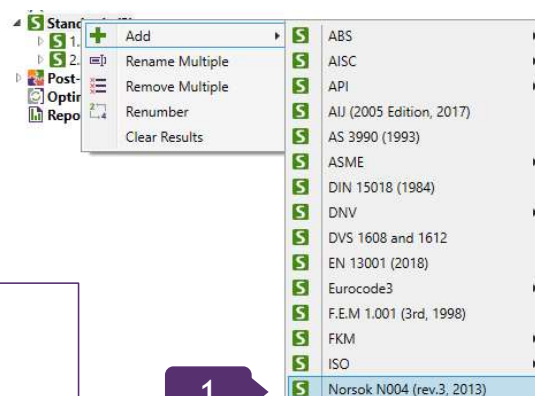 1.
2.
Post-
Add
Rename Multiple
Remove Multiple
Renumber
Clear Results
ABS
AISC
API
AIJ (2005 Edition, 2017)
AS 3990 (1993)
ASME
DIN 15018 (1984)
DNV
DVS 1608 and 1612
EN 13001 (2018)
Eurocode3
F.E.M 1.001 (3rd, 1998)
FKM
ISO
Norsok N004 (rev.3, 2013)
1